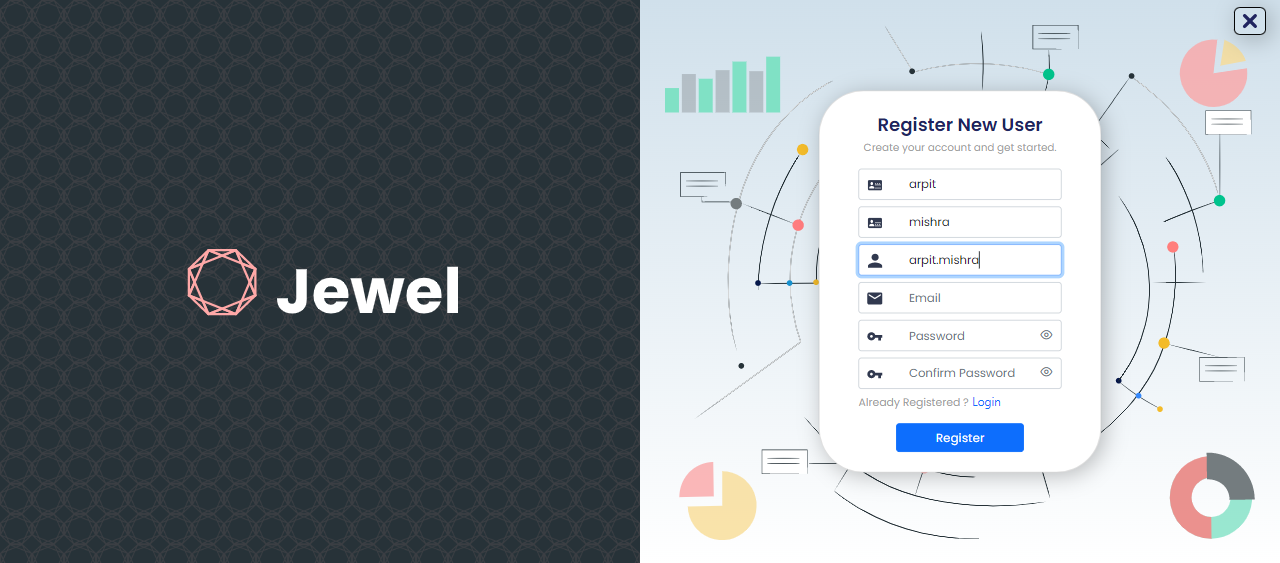 Jewel
Register New User
Create your account and get started.
arpit
mishra
arpit.mishra
Email
Password
Confirm Password
Already Registered ? Login
Register